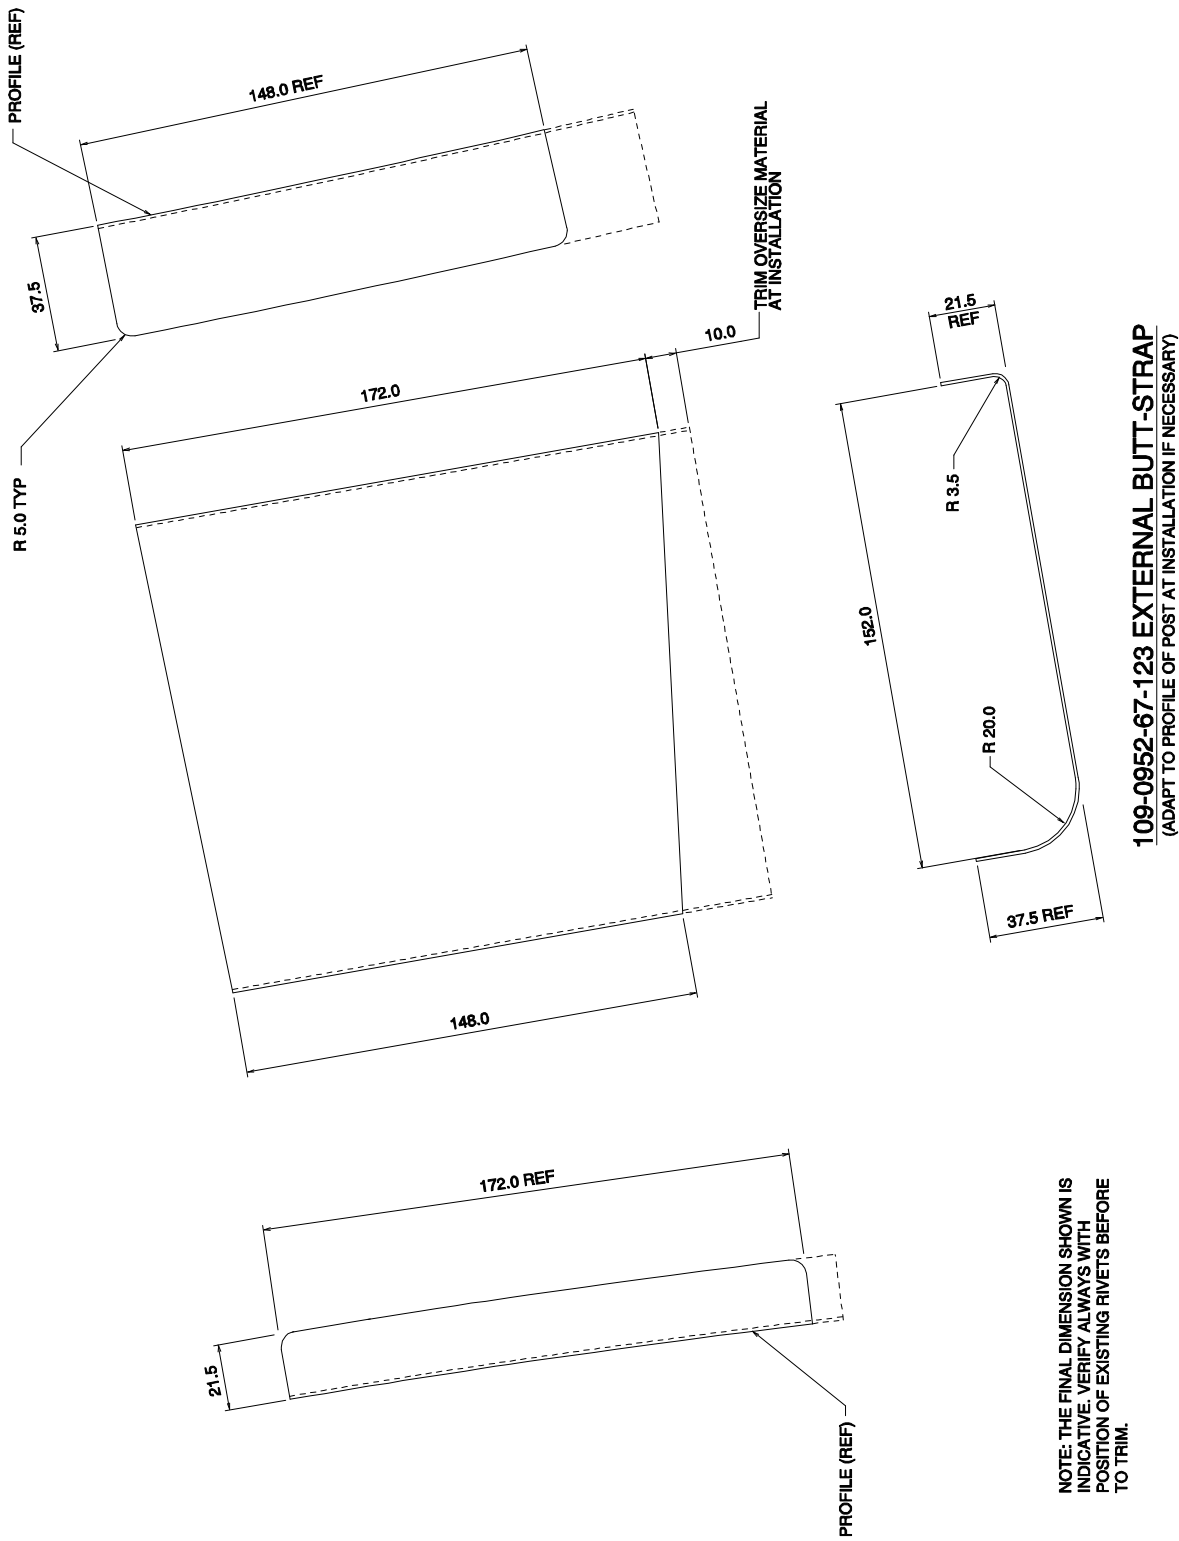 PROFILE (REF)
148.0 REF
37.5
R 5.0 TYP
172.0
10.0
TRIM OVERSIZE MATERIAL
AT INSTALLATION
148.0
172.0 REF
21.5
PROFILE (REF)
152.0
21.5
REF
R 3.5
R 20.0
37.5 REF
109-0952-67-123 EXTERNAL BUTT-STRAP
(ADAPT TO PROFILE OF POST AT INSTALLATION IF NECESSARY)
NOTE: THE FINAL DIMENSION SHOWN IS
INDICATIVE. VERIFY ALWAYS WITH
POSITION OF EXISTING RIVETS BEFORE
TO TRIM.